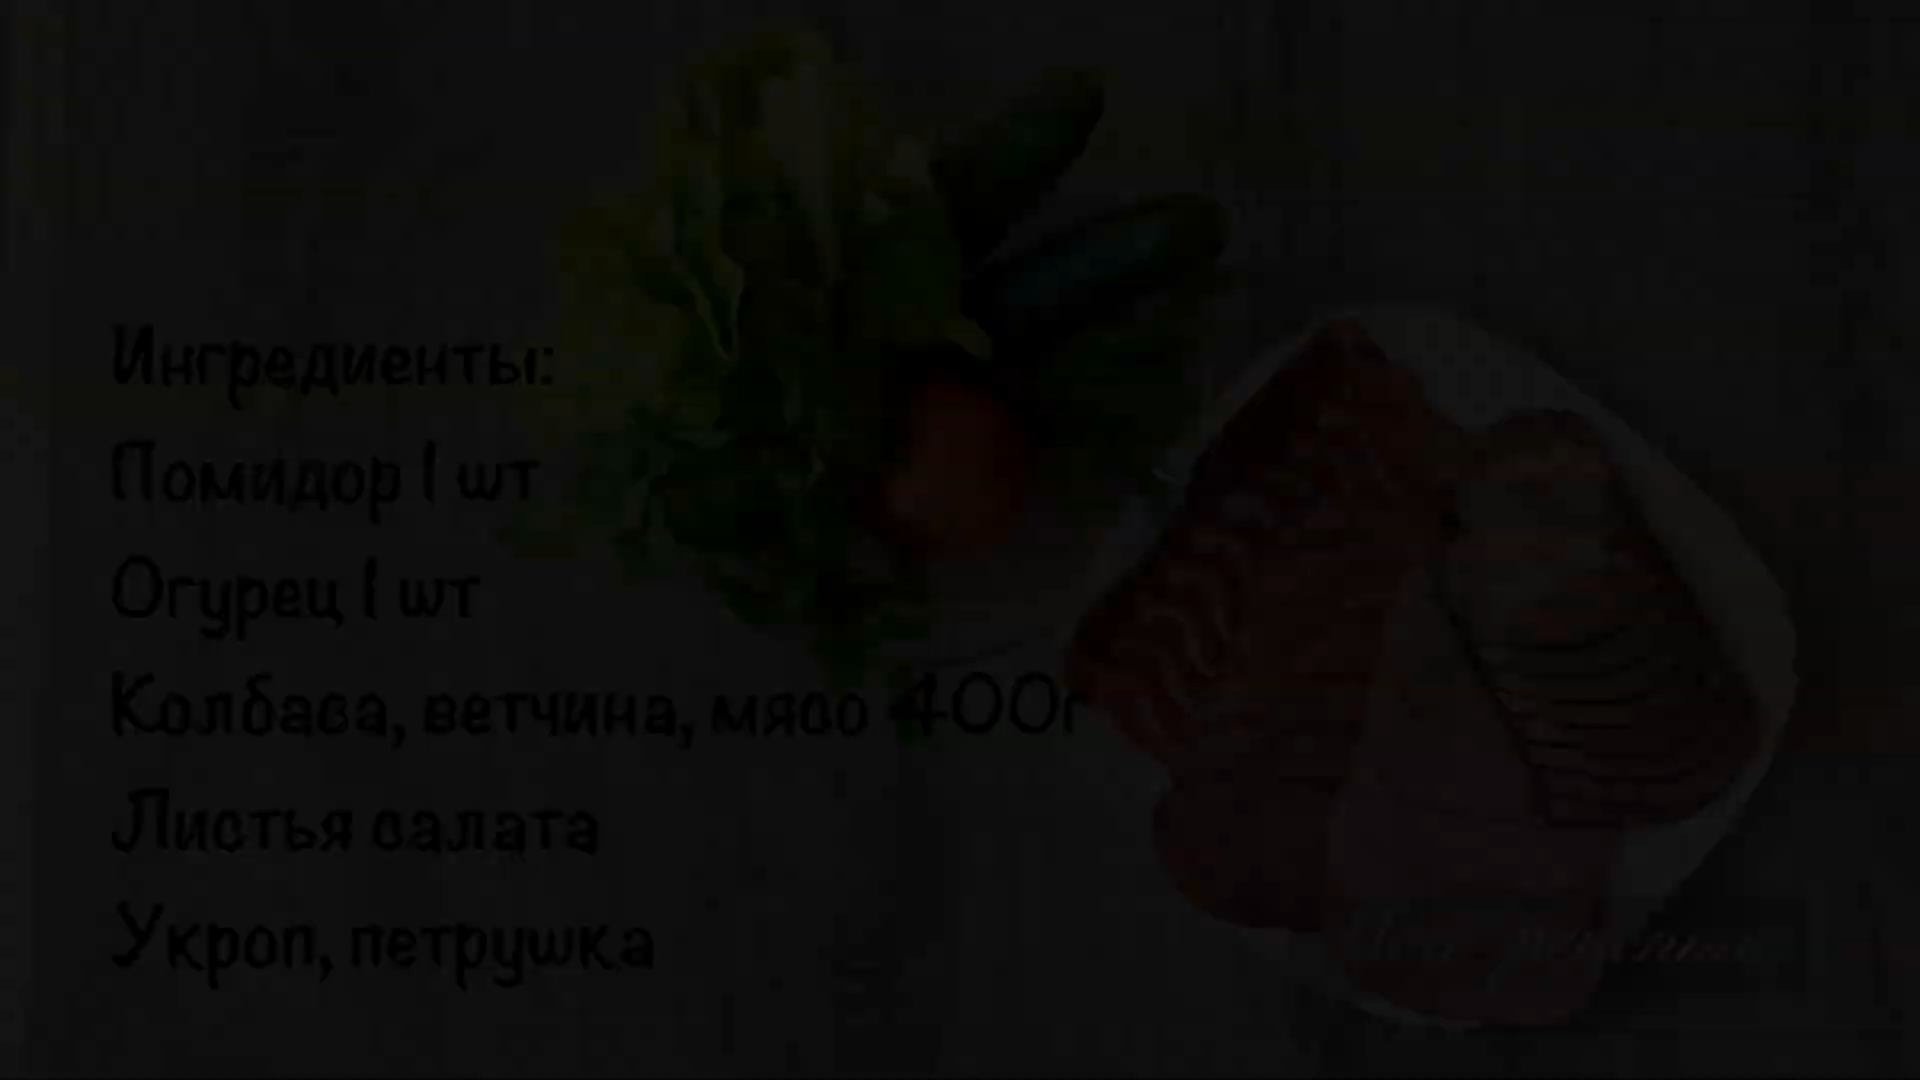 Ингредиенты:
Помидор 1 шт
Огурец 1 шт
Колбаса, ветчина, мясо 400г
Листья салата
Укроп, петрушка